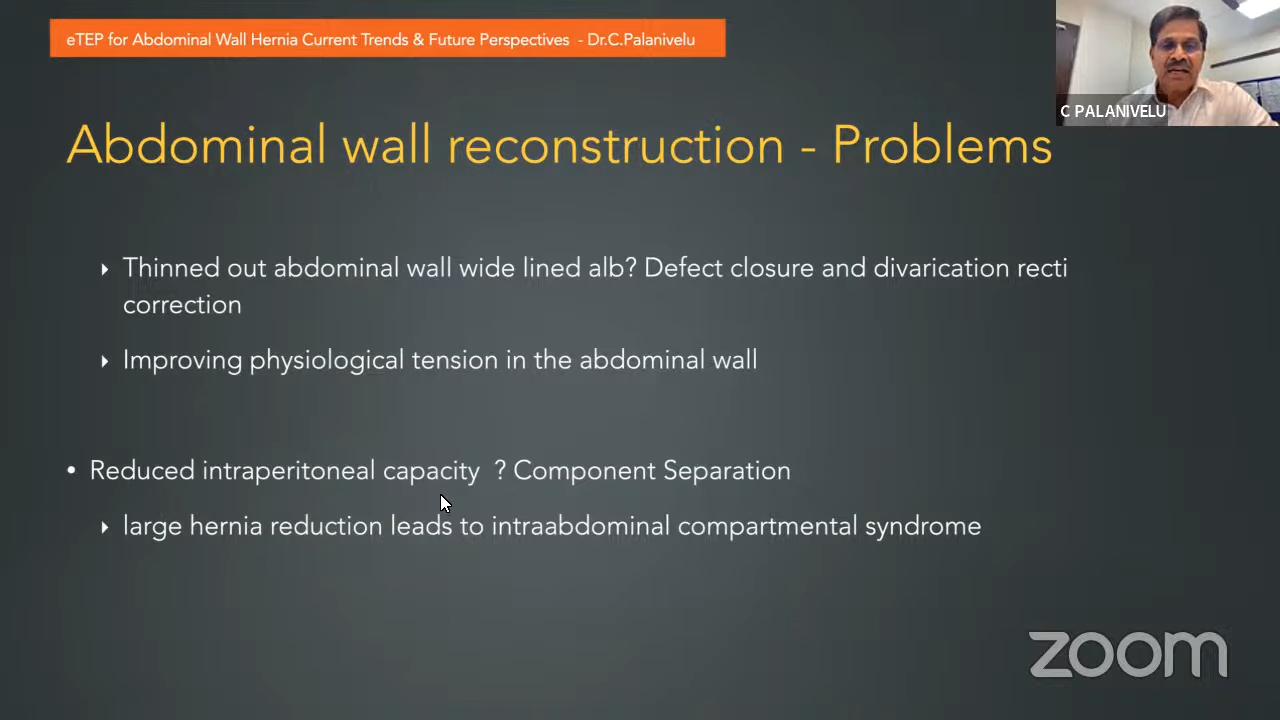 eTEP for Abdominal Wall Hernia Current Trends & Future Perspectives - Dr.C.Palanivelu
C PALANIVELU
Abdominal wall reconstruction - Problems
Thinned out abdominal wall wide lined alb? Defect closure and divarication recti
correction
Improving physiological tension in the abdominal wall
Reduced intraperitoneal capacity ? Component Separation
large hernia reduction leads to intraabdominal compartmental syndrome
zoom